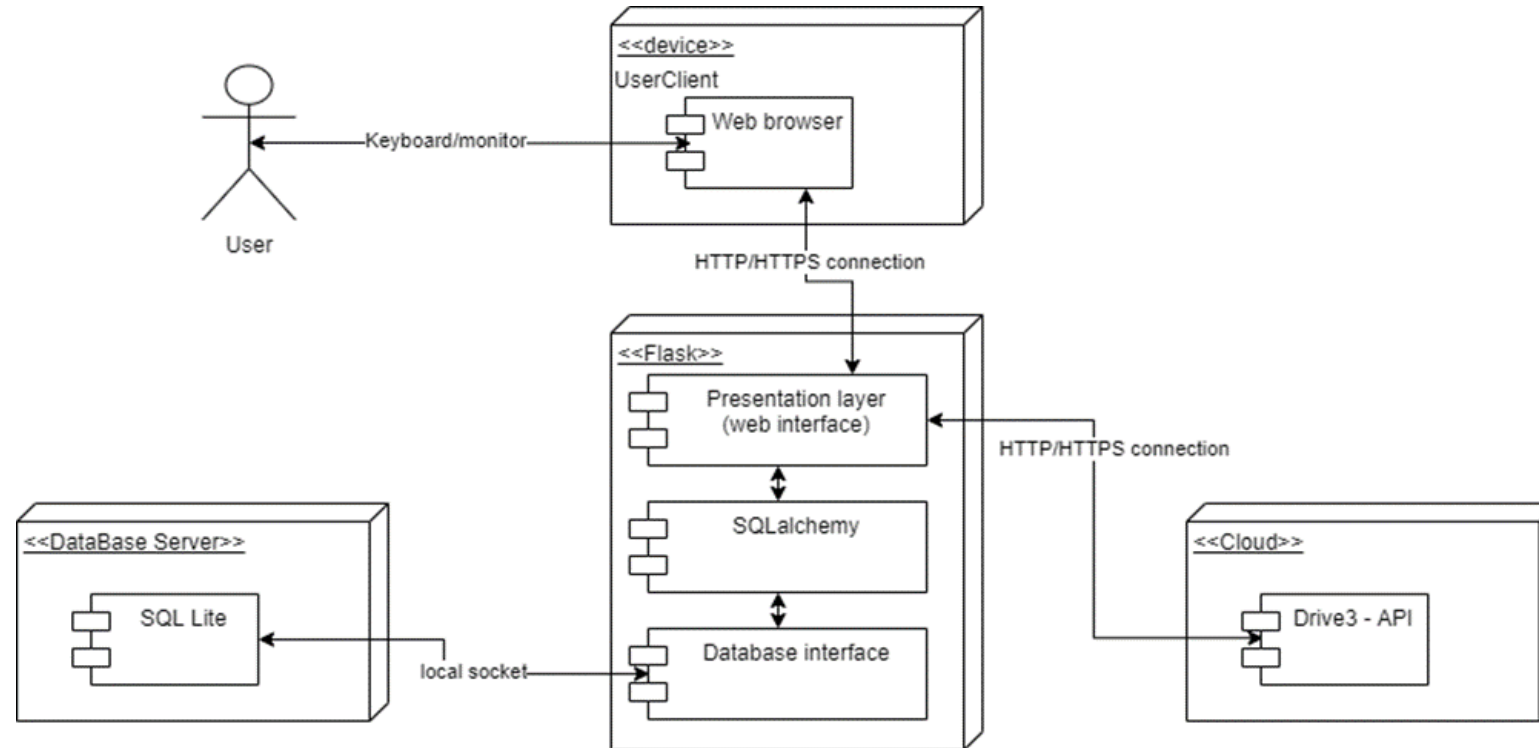 <<device>>
UserClient
Web browser
Keyboard/monitor
User
HTTP/HTTPS connection
<<Flask>>
Presentation layer
(web interface)
HTTP/HTTPS connection
SQLalchemy
<<DataBase Server>>
<<Cloud>>
SQL Lite
Drive3 - API
Database interface
local socket